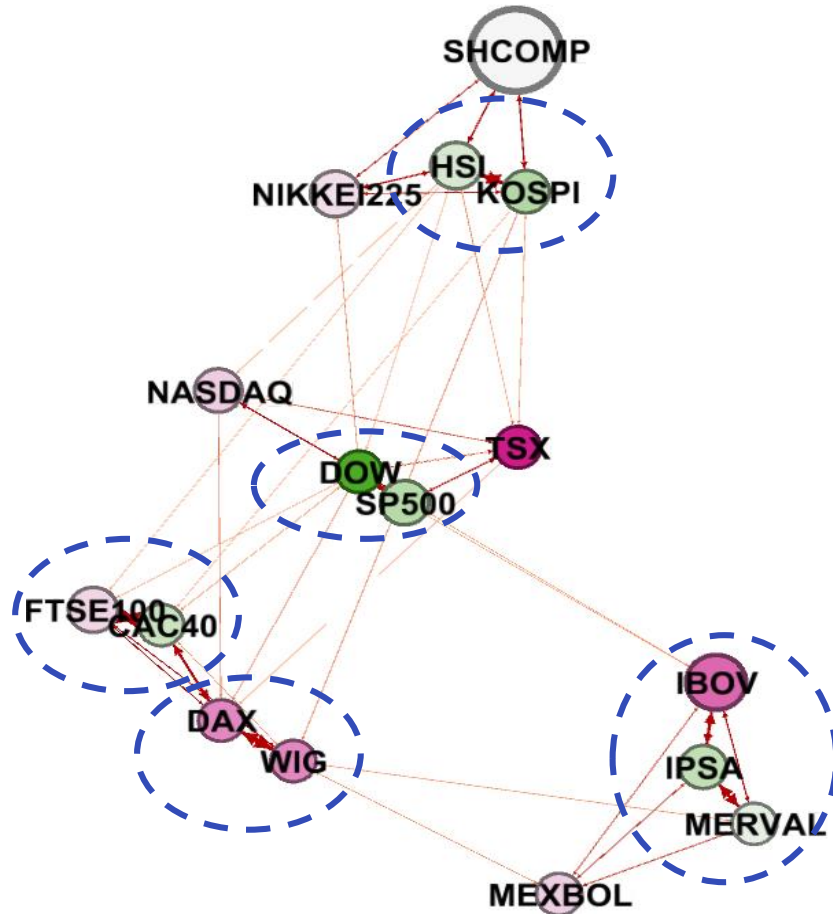 SHCOMP
HSI
NIKKEI225
KOSPI
NASDAQ
TSX
DOW
SP500
FTSE100
CAC40
DAX
WIG
IBOV
IPSA
MERVAL
MEXBOL